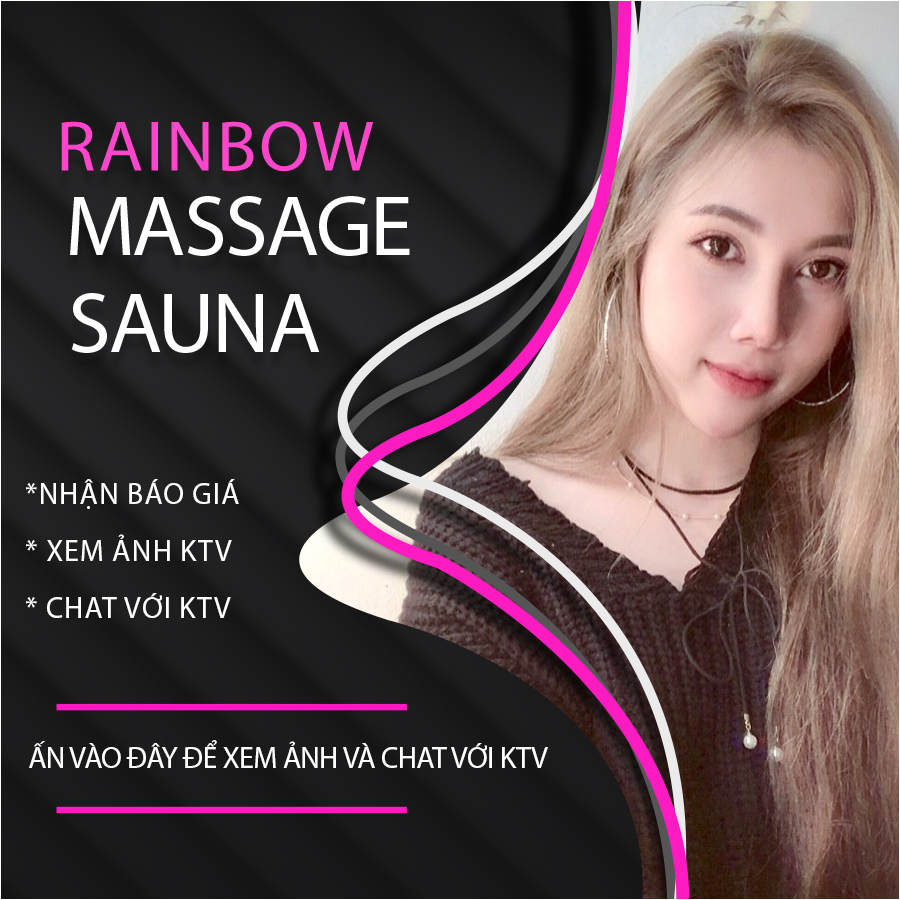 RAINBOW
MASSAGE
SAUNA
*NHẬN BÁO GIÁ
* XEM ẢNH KTV
* CHAT VỚI KTV
ẤN VÀO ĐÂY ĐỂ XEM ẢNH VÀ CHAT VỚI KTV